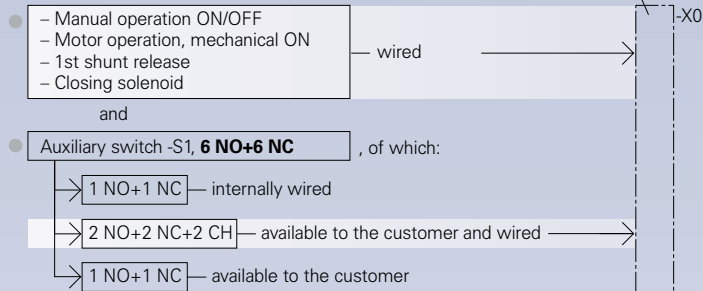 – Manual operation ON/OFF
– Motor operation, mechanical ON
– 1st shunt release
– Closing solenoid
wired
-X0
and
Auxiliary switch -S1, 6 NO+6 NC , of which:
1 NO+1 NC internally wired
2 NO+2 NC+2 CH available to the customer and wired
1 NO+1 NC available to the customer